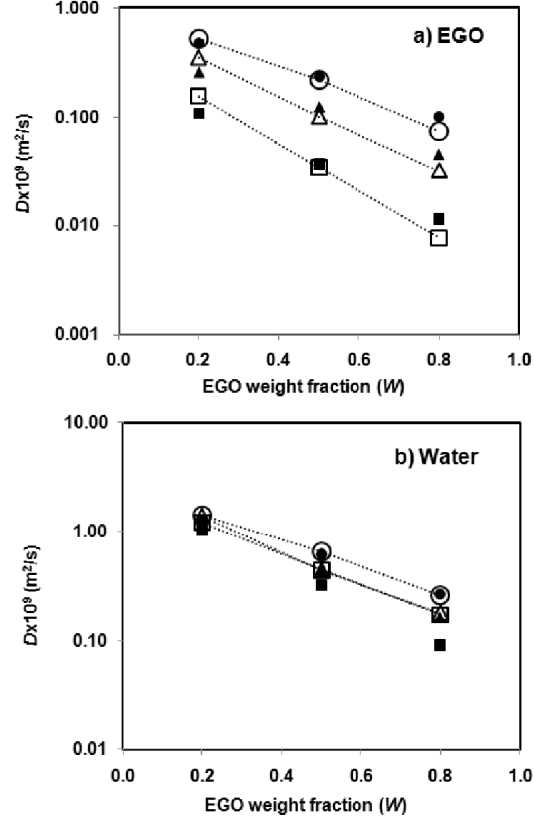 a) EGO
1.000
0.100
0.010
0.001
Dx10⁹ (m²/s)
0.0 0.2 0.4 0.6 0.8 1.0
EGO weight fraction (W)
b) Water
10.00
1.00
0.10
0.01
Dx10⁹ (m²/s)
0.0 0.2 0.4 0.6 0.8 1.0
EGO weight fraction (W)